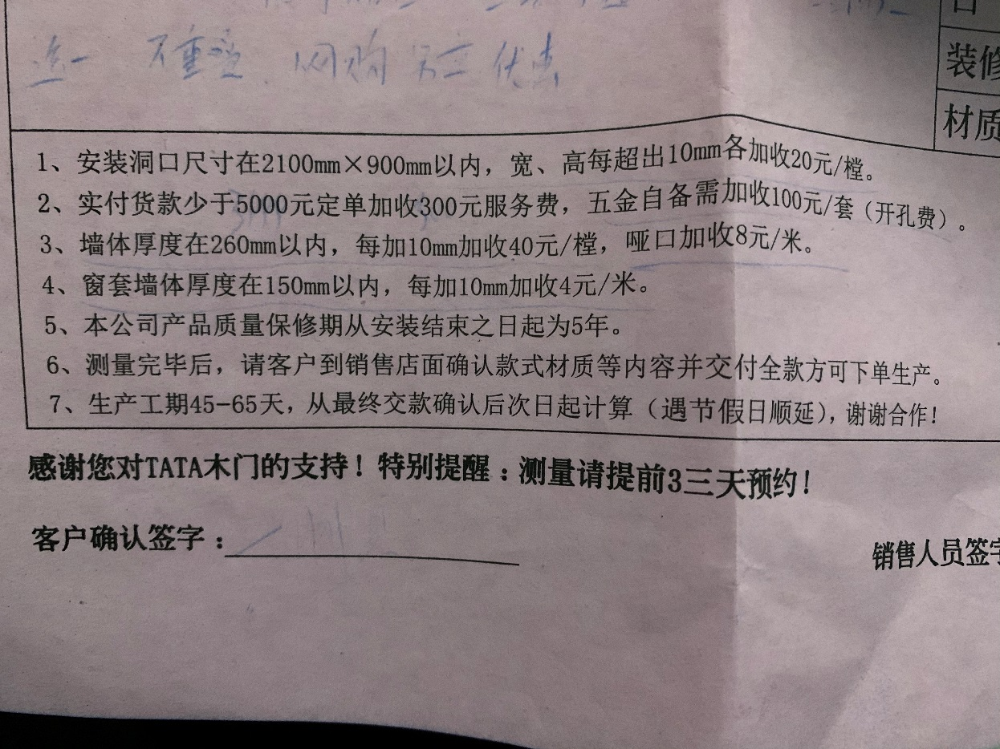 送一 不重受、网购另立优惠
日
装修
材质
1、安装洞口尺寸在2100mm×900mm以内，宽、高每超出10mm各加收20元/樘。
2、实付货款少于5000元定单加收300元服务费，五金自备需加收100元/套（开孔费）。
3、墙体厚度在260mm以内，每加10mm加收40元/樘，哑口加收8元/米。
4、窗套墙体厚度在150mm以内，每加10mm加收4元/米。
5、本公司产品质量保修期从安装结束之日起为5年。
6、测量完毕后，请客户到销售店面确认款式材质等内容并交付全款方可下单生产。
7、生产工期45-65天，从最终交款确认后次日起计算（遇节假日顺延），谢谢合作！
感谢您对TATA木门的支持！特别提醒：测量请提前3三天预约！
客户确认签字：
销售人员签字